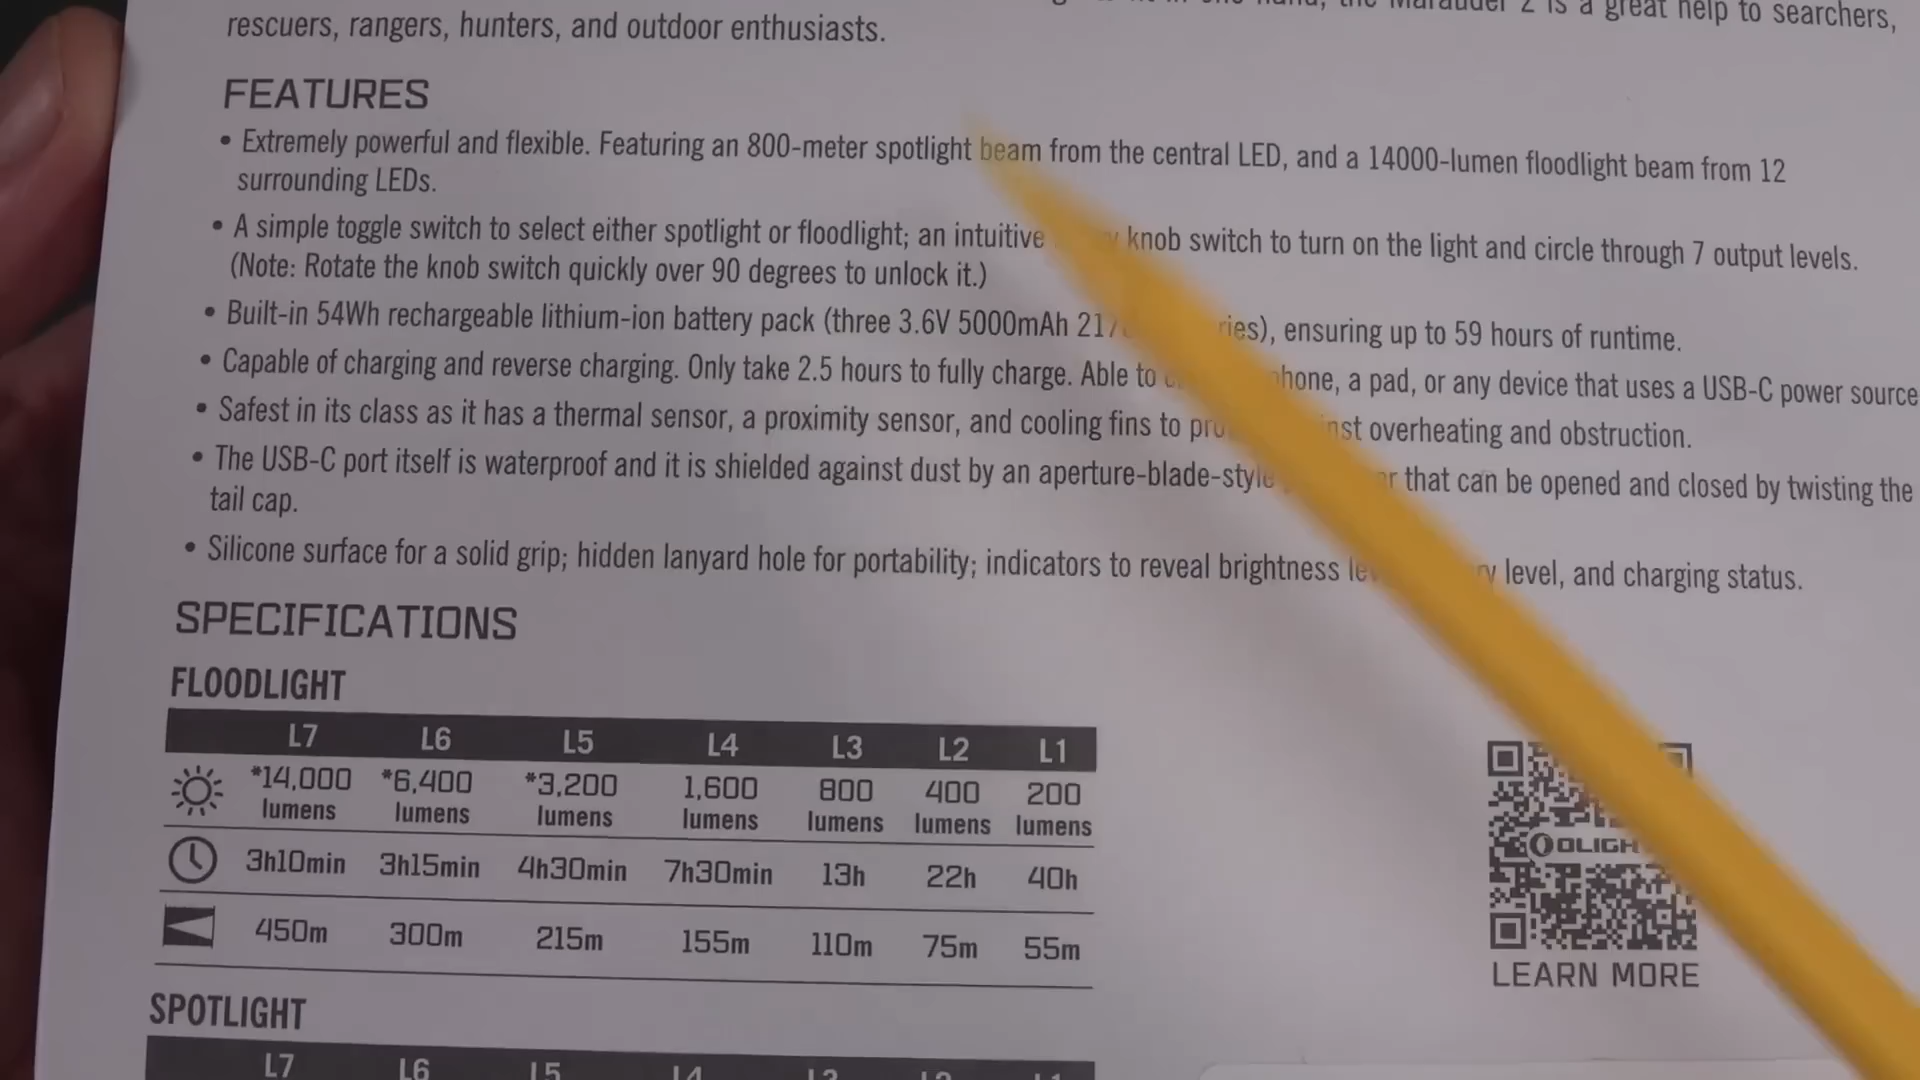 Marauder 2 is a great help to searchers,
rescuers, rangers, hunters, and outdoor enthusiasts.
FEATURES
• Extremely powerful and flexible. Featuring an 800-meter spotlight beam from the central LED, and a 14000-lumen floodlight beam from 12
surrounding LEDs.
• A simple toggle switch to select either spotlight or floodlight; an intuitive knob switch to turn on the light and circle through 7 output levels.
(Note: Rotate the knob switch quickly over 90 degrees to unlock it.)
• Built-in 54Wh rechargeable lithium-ion battery pack (three 3.6V 5000mAh ensuring up to 59 hours of runtime.
• Capable of charging and reverse charging. Only take 2.5 hours to fully charge. Able to phone, a pad, or any device that uses a USB-C power source
• Safest in its class as it has a thermal sensor, a proximity sensor, and cooling fins to against overheating and obstruction.
• The USB-C port itself is waterproof and it is shielded against dust by an aperture-blade-style that can be opened and closed by twisting the
tail cap.
• Silicone surface for a solid grip; hidden lanyard hole for portability; indicators to reveal brightness level, and charging status.
SPECIFICATIONS
FLOODLIGHT
L7 L6 L5 L4 L3 L2 L1
*14,000 *6,400 *3,200 1,600 800 400 200
lumens lumens lumens lumens lumens lumens lumens
3h10min 3h15min 4h30min 7h30min 13h 22h 40h
450m 300m 215m 155m 110m 75m 55m
OLIGH
LEARN MORE
SPOTLIGHT
L7 L6 L5 L4 L3 L2 L1